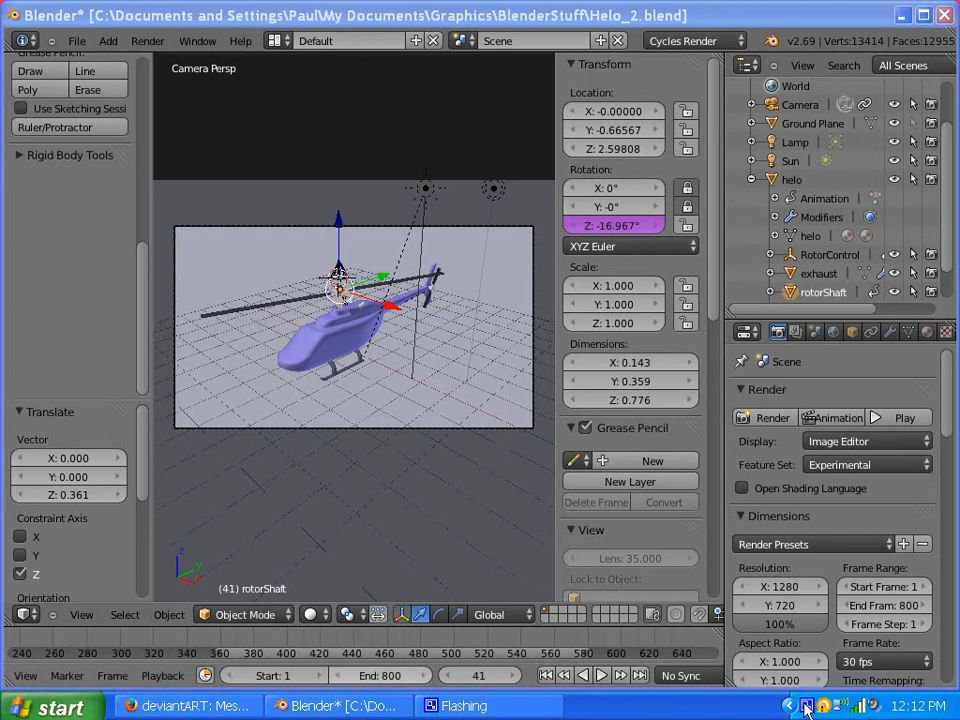 Blender* [C:\Documents and Settings\Paul\My Documents\Graphics\BlenderStuff\Helo_2.blend]
File Add Render Window Help Default Scene Cycles Render v2.69 | Verts:13414 | Faces:12955
Draw Line
Poly Erase
Use Sketching Sessi
Ruler/Protractor
Rigid Body Tools
Translate
Vector
X: 0.000
Y: 0.000
Z: 0.361
Constraint Axis
X
Y
Z
Orientation
Camera Persp
z
y
(41) rotorShaft
Transform
Location:
X: -0.00000
Y: -0.66567
Z: 2.59808
Rotation:
X: 0°
Y: -0°
Z: -16.967°
XYZ Euler
Scale:
X: 1.000
Y: 1.000
Z: 1.000
Dimensions:
X: 0.143
Y: 0.359
Z: 0.776
Grease Pencil
New
New Layer
Delete Frame Convert
View
Lens: 35.000
Lock to Object:
View Search All Scenes
World
Camera
Ground Plane
Lamp
Sun
helo
Animation
Modifiers
helo
RotorControl
exhaust
rotorShaft
Scene
Render
Render Animation Play
Display: Image Editor
Feature Set: Experimental
Open Shading Language
Dimensions
Render Presets
Resolution: Frame Range:
X: 1280 Start Frame: 1
Y: 720 End Fram: 800
100% Frame Step: 1
Aspect Ratio: Frame Rate:
X: 1.000 30 fps
Y: 1.000 Time Remapping:
View Select Object Object Mode Global
240 260 280 300 320 340 360 380 400 420 440 460 480 500 520 540 560 580 600 620 640
View Marker Frame Playback Start: 1 End: 800 41 No Sync
start deviantART: Mes... Blender* [C:\Do... Flashing 12:12 PM